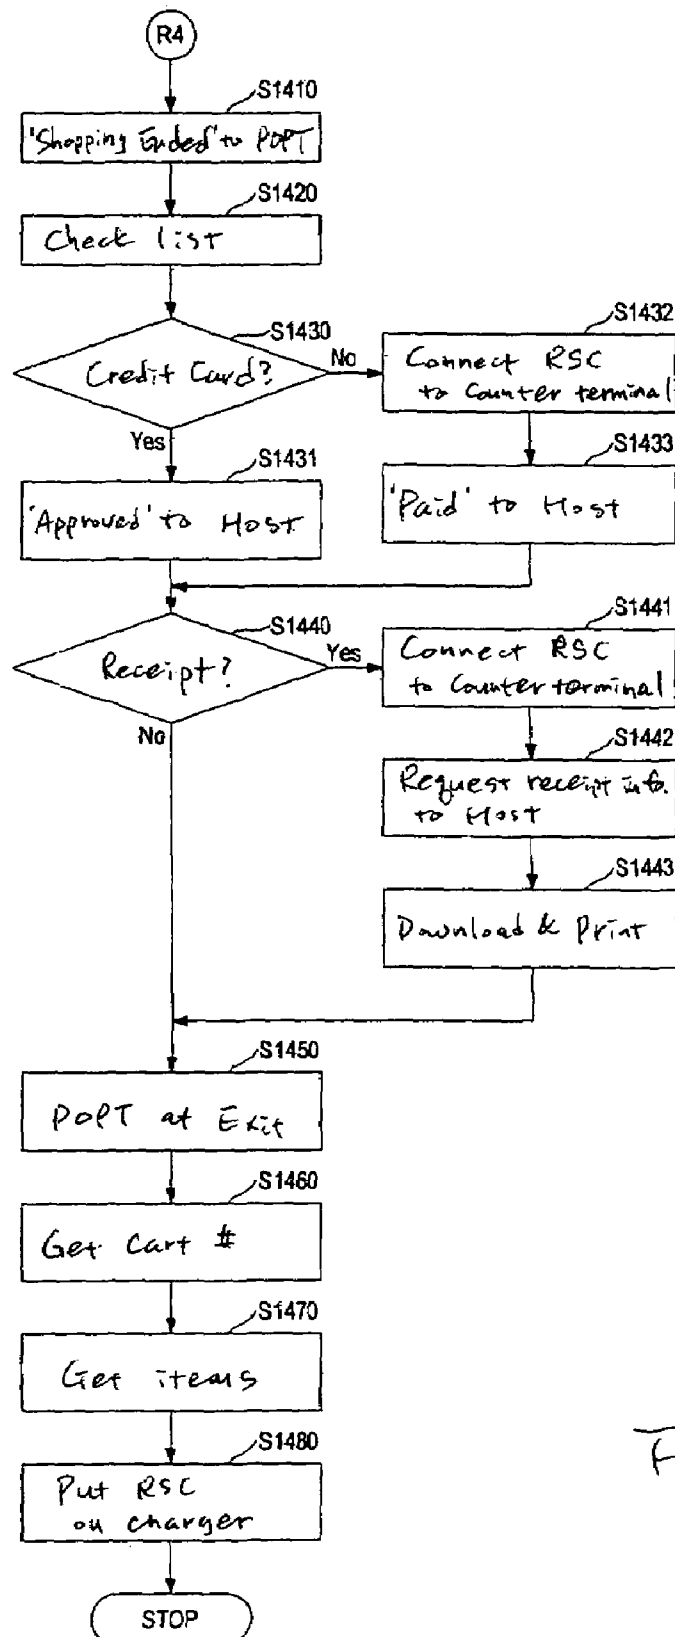 R4
S1410
'Shopping Ended' to POPT
S1420
Check list
S1430
Credit Card?
No
Yes
S1432
Connect RSC
to Counter terminal
S1431
'Approved' to Host
S1433
'Paid' to Host
S1440
Receipt?
Yes
No
S1441
Connect RSC
to Counter terminal
S1442
Request receipt info.
to Host
S1443
Download & Print
S1450
POPT at Exit
S1460
Get Cart #
S1470
Get items
S1480
Put RSC
on charger
STOP